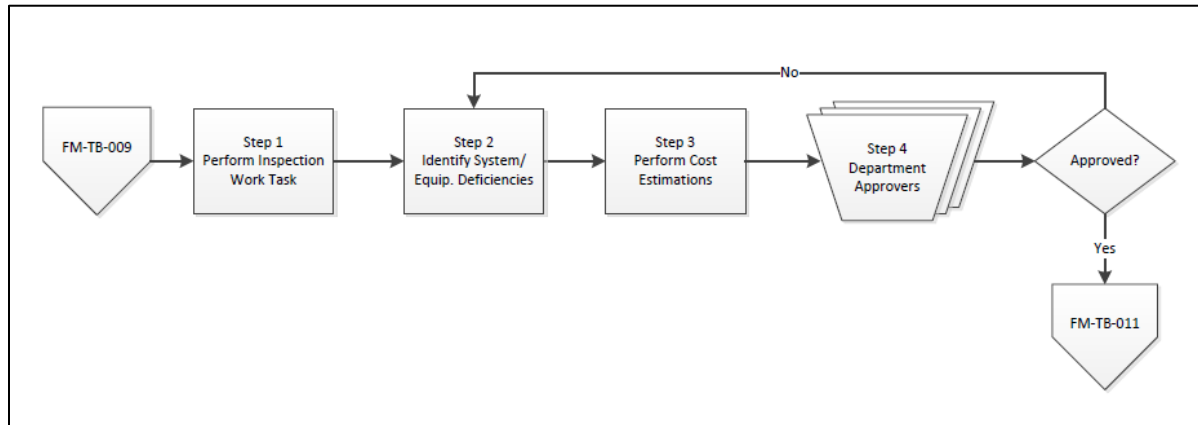 No
FM-TB-009
Step 1
Perform Inspection
Work Task
Step 2
Identify System/
Equip. Deficiencies
Step 3
Perform Cost
Estimations
Step 4
Department
Approvers
Approved?
Yes
FM-TB-011